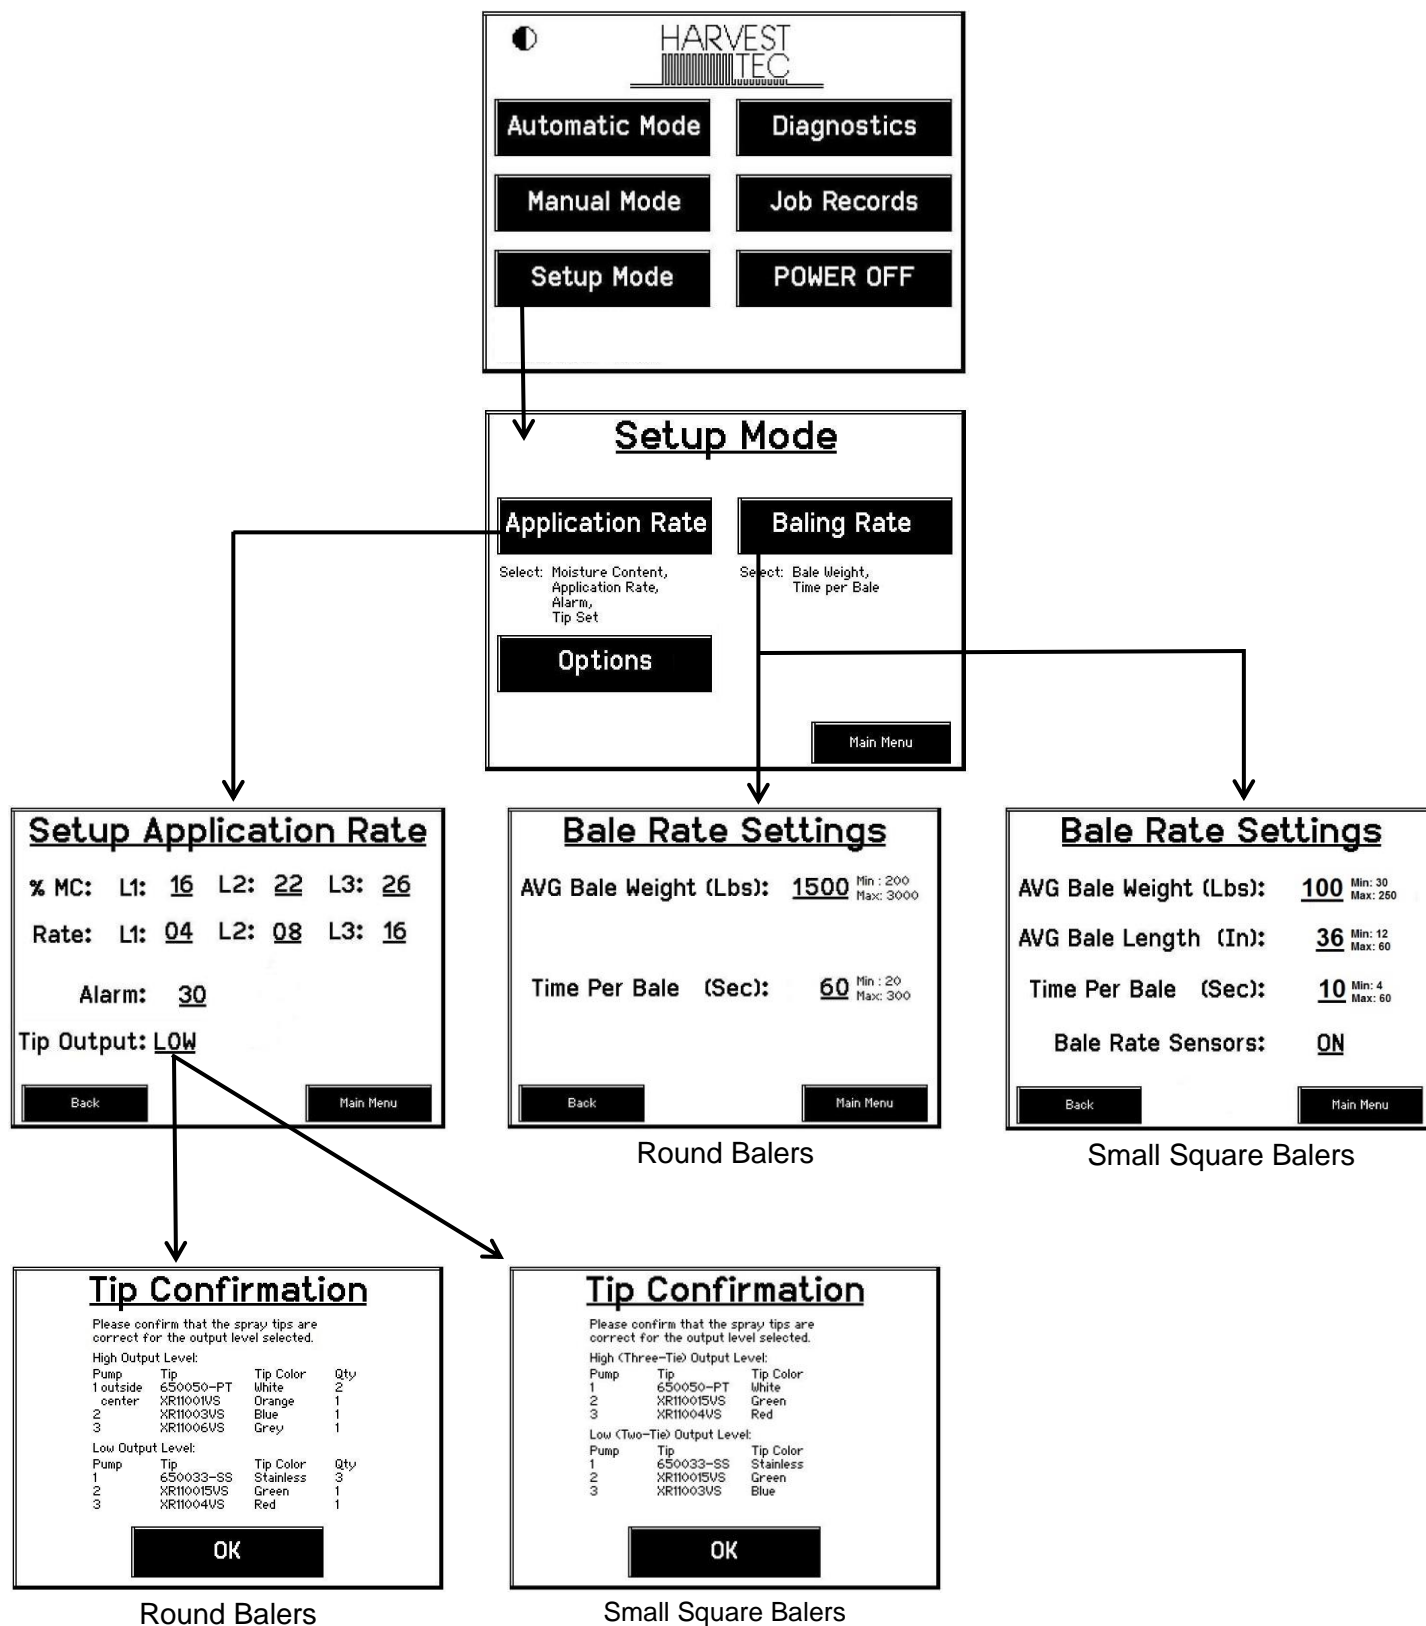 HARVEST
TEC
Automatic Mode
Diagnostics
Manual Mode
Job Records
Setup Mode
POWER OFF
Setup Mode
Application Rate
Baling Rate
Select: Moisture Content,
Application Rate,
Alarm,
Tip Set
Select: Bale Weight,
Time per Bale
Options
Main Menu
Setup Application Rate
% MC: L1: 16 L2: 22 L3: 26
Rate: L1: 04 L2: 08 L3: 16
Alarm: 30
Tip Output: LOW
Back
Main Menu
Bale Rate Settings
AVG Bale Weight (Lbs): 1500 Min : 200
Max: 3000
Time Per Bale (Sec): 60 Min : 20
Max: 300
Back
Main Menu
Round Balers
Bale Rate Settings
AVG Bale Weight (Lbs): 100 Min: 30
Max: 250
AVG Bale Length (In): 36 Min: 12
Max: 60
Time Per Bale (Sec): 10 Min: 4
Max: 60
Bale Rate Sensors: ON
Back
Main Menu
Small Square Balers
Tip Confirmation
Please confirm that the spray tips are
correct for the output level selected.
High Output Level:
Pump Tip Tip Color Qty
1 outside 650050-PT White 2
center XR11001VS Orange 1
2 XR11003VS Blue 1
3 XR11006VS Grey 1
Low Output Level:
Pump Tip Tip Color Qty
1 650033-SS Stainless 3
2 XR110015VS Green 1
3 XR11004VS Red 1
OK
Round Balers
Tip Confirmation
Please confirm that the spray tips are
correct for the output level selected.
High (Three-Tie) Output Level:
Pump Tip Tip Color
1 650050-PT White
2 XR110015VS Green
3 XR11004VS Red
Low (Two-Tie) Output Level:
Pump Tip Tip Color
1 650033-SS Stainless
2 XR110015VS Green
3 XR11003VS Blue
OK
Small Square Balers